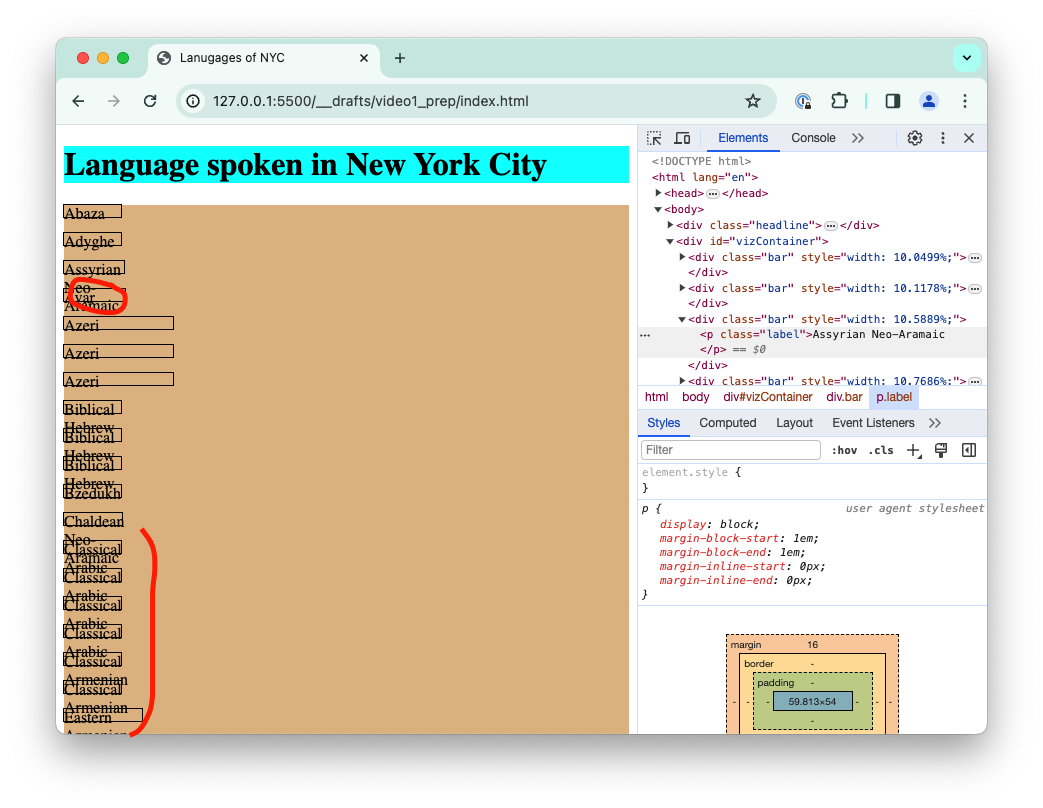 Lanugages of NYC
127.0.0.1:5500/__drafts/video1_prep/index.html
Language spoken in New York City
Abaza
Adyghe
Assyrian
Neo-
Aramaic
Avar
Azeri
Azeri
Azeri
Biblical
Hebrew
Biblical
Hebrew
Biblical
Hebrew
Bzedukh
Chaldean
Neo-
Aramaic
Classical
Arabic
Classical
Arabic
Classical
Arabic
Classical
Arabic
Classical
Armenian
Classical
Armenian
Eastern
Armenian
Elements Console
<!DOCTYPE html>
<html lang="en">
<head> … </head>
<body>
<div class="headline"> … </div>
<div id="vizContainer">
<div class="bar" style="width: 10.0499%;"> …
</div>
<div class="bar" style="width: 10.1178%;"> …
</div>
<div class="bar" style="width: 10.5889%;">
… <p class="label">Assyrian Neo-Aramaic
</p> == $0
</div>
<div class="bar" style="width: 10.7686%;"> …
html body div#vizContainer div.bar p.label
Styles Computed Layout Event Listeners
Filter :hov .cls
element.style {
}
p { user agent stylesheet
display: block;
margin-block-start: 1em;
margin-block-end: 1em;
margin-inline-start: 0px;
margin-inline-end: 0px;
}
margin 16
border -
padding -
- - - 59.813×54 - - -
-